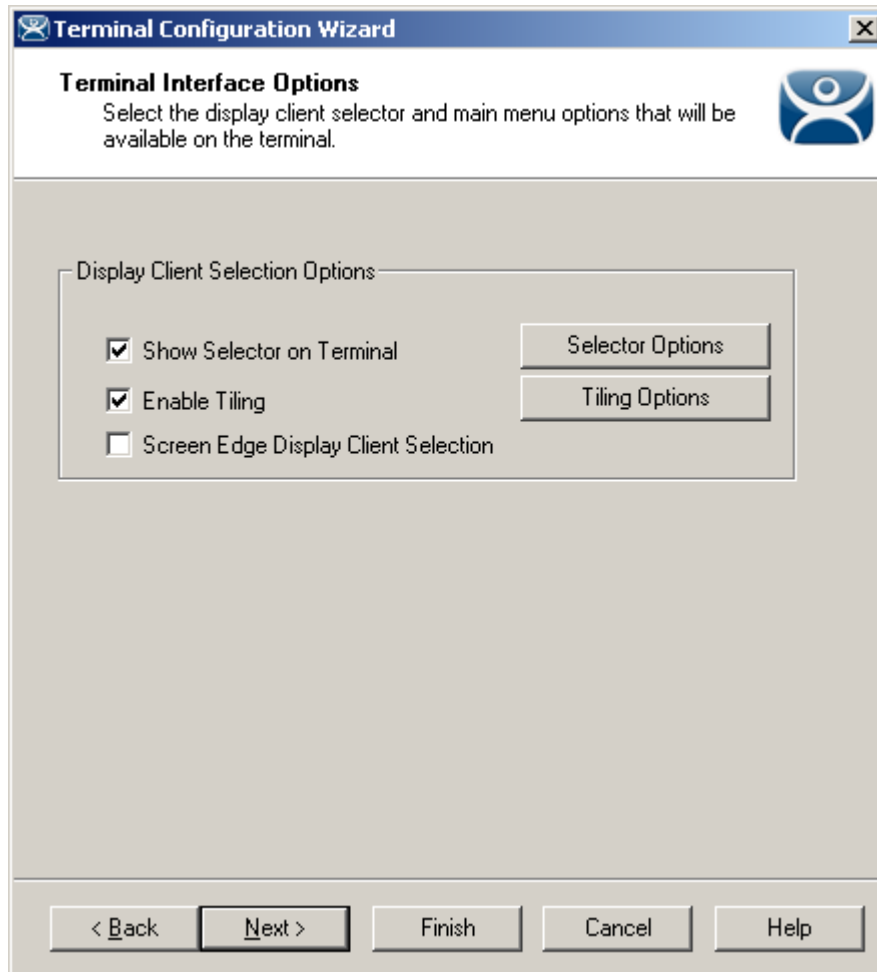 Terminal Configuration Wizard
Terminal Interface Options
Select the display client selector and main menu options that will be
available on the terminal.
Display Client Selection Options
Show Selector on Terminal
Selector Options
Enable Tiling
Tiling Options
Screen Edge Display Client Selection
< Back
Next >
Finish
Cancel
Help